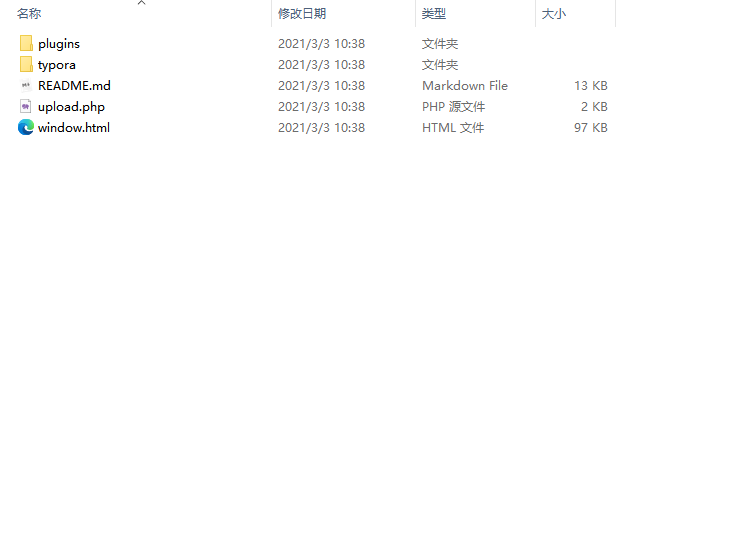 名称 修改日期 类型 大小
plugins 2021/3/3 10:38 文件夹
typora 2021/3/3 10:38 文件夹
README.md 2021/3/3 10:38 Markdown File 13 KB
upload.php 2021/3/3 10:38 PHP 源文件 2 KB
window.html 2021/3/3 10:38 HTML 文件 97 KB